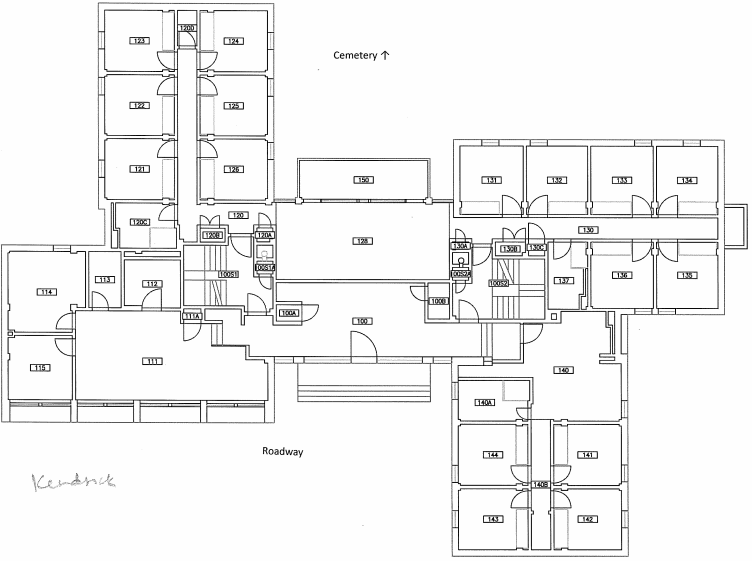 123 120D 124
Cemetery ↑
122 125
121 126
131 132 133 134
150
120C 120
130
120B 120A 128 130A 130B 130C
100S1 100S1A 100S2A 100S2 137 136 135
114 113 112
100A 100B
111A 100
115 111 140
140A
Roadway
144 141
Kendrick
140B
143 142